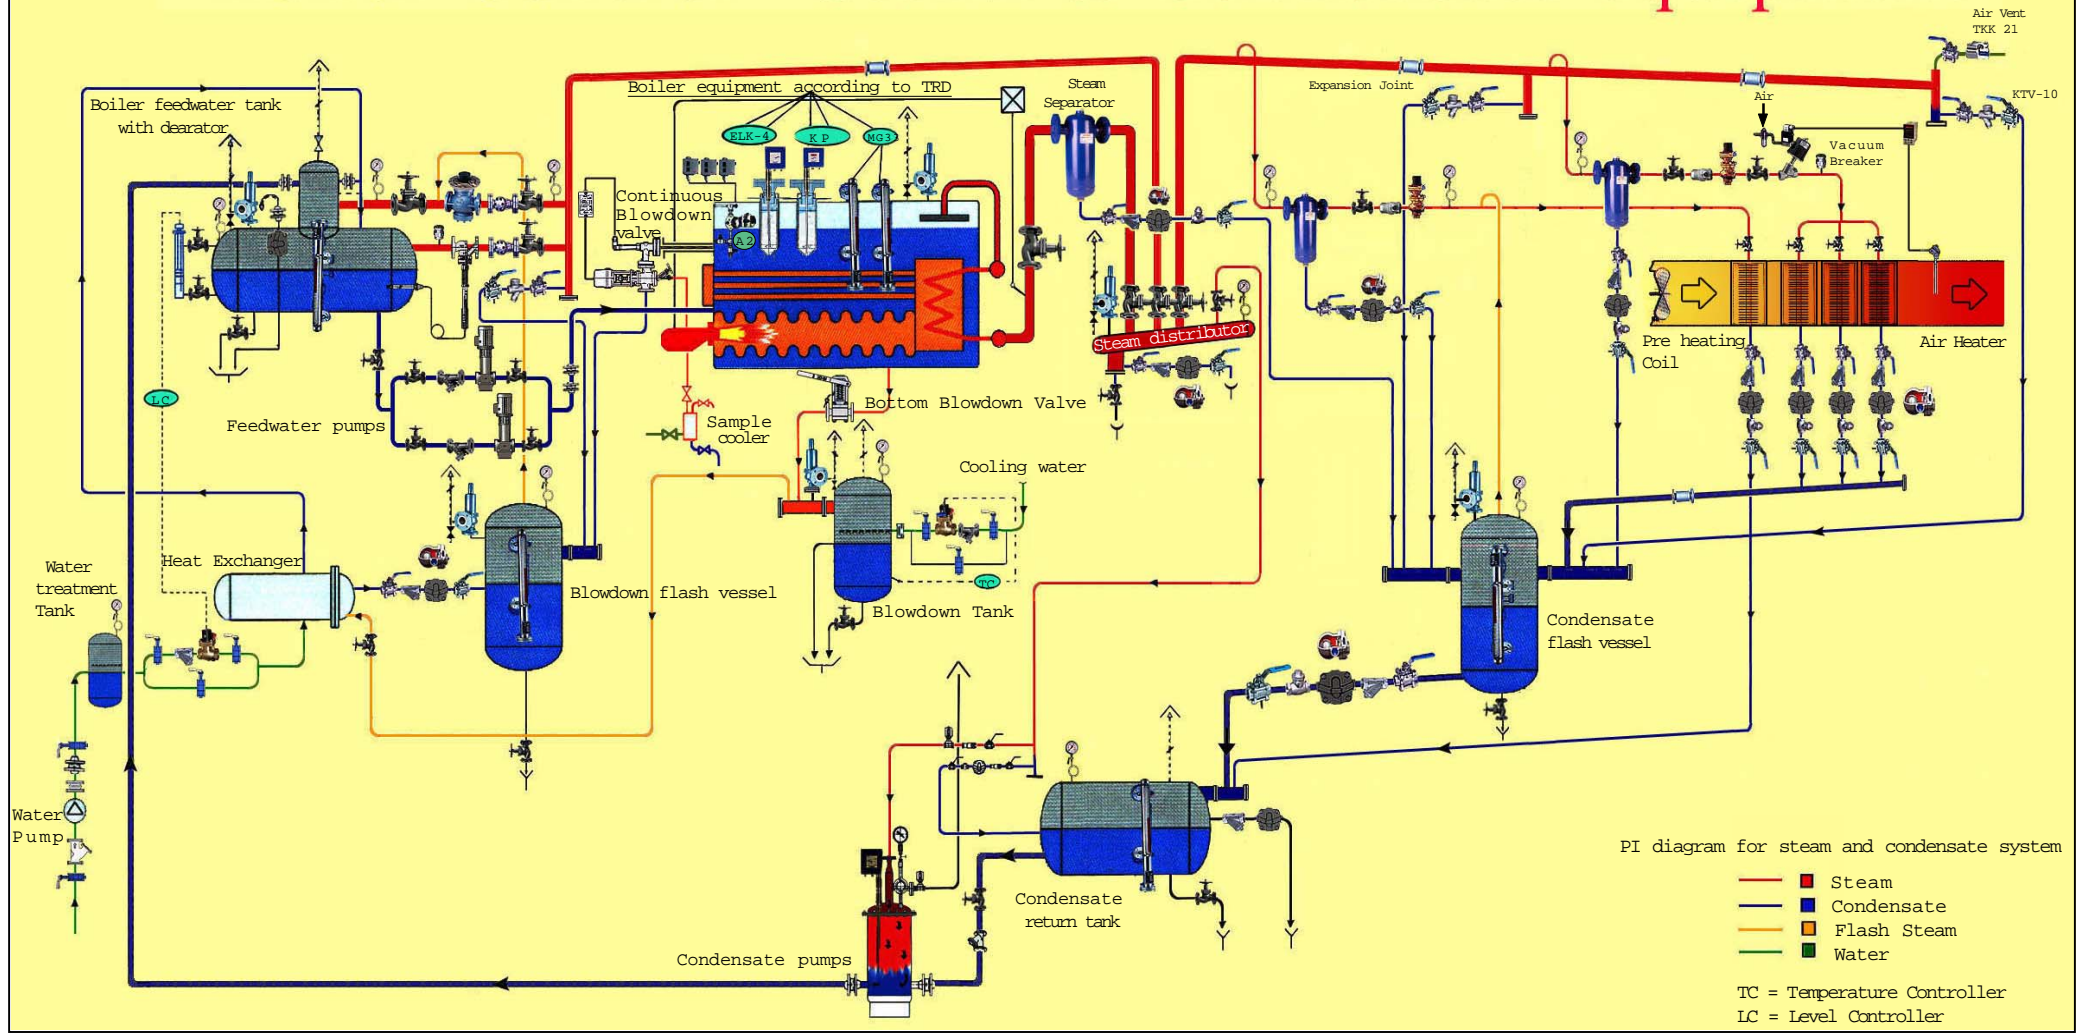 Air Vent
TKK 21
Boiler equipment according to TRD
Steam
Separator
Expansion Joint
Air
KTV-10
Boiler feedwater tank
with dearator
ELK-4
KP
MG3
Vacuum
Breaker
Continuous
Blowdown
valve
A2
Steam distributor
Pre heating
Coil
Air Heater
LC
Feedwater pumps
Bottom Blowdown Valve
Sample
cooler
Cooling water
Heat Exchanger
Water
treatment
Tank
Blowdown flash vessel
TC
Blowdown Tank
Condensate
flash vessel
Water
Pump
PI diagram for steam and condensate system
Steam
Condensate
Flash Steam
Water
Condensate
return tank
Condensate pumps
TC = Temperature Controller
LC = Level Controller